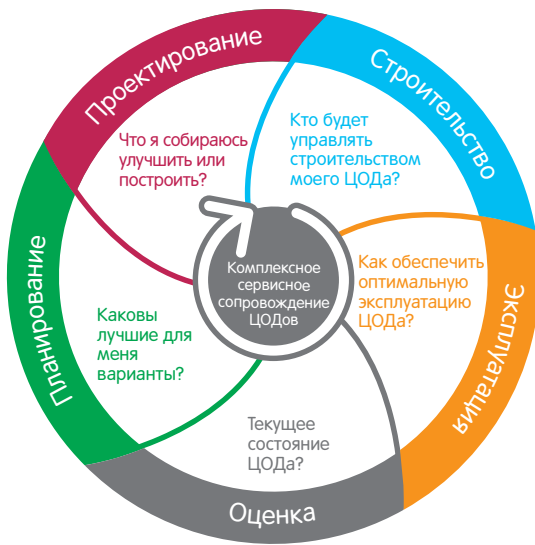 Проектирование
Что я собираюсь
улучшить или
построить?
Строительство
Кто будет
управлять
строительством
моего ЦОДа?
Эксплуатация
Как обеспечить
оптимальную
эксплуатацию
ЦОДа?
Оценка
Текущее
состояние
ЦОДа?
Планирование
Каковы
лучшие для
меня
варианты?
Комплексное
сервисное
сопровождение
ЦОДов